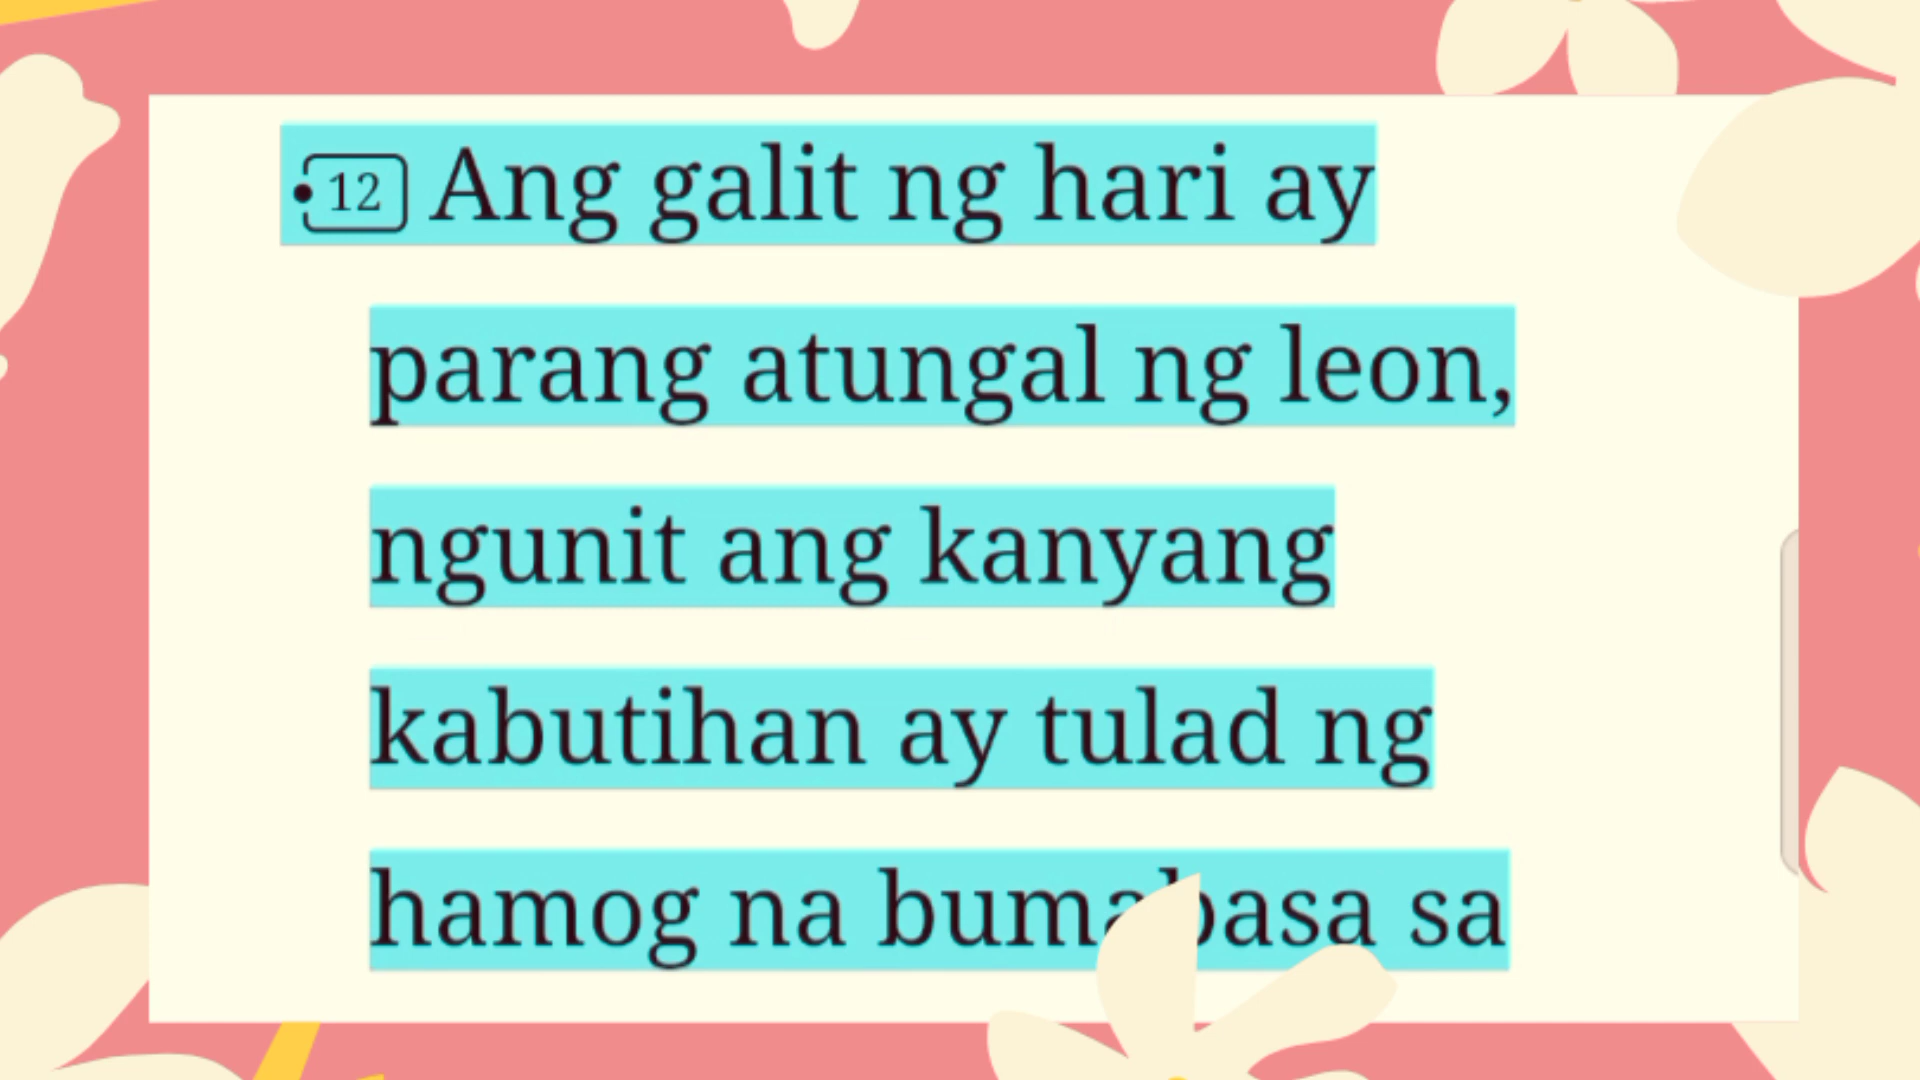 12 Ang galit ng hari ay
parang atungal ng leon,
ngunit ang kanyang
kabutihan ay tulad ng
hamog na bumabasa sa